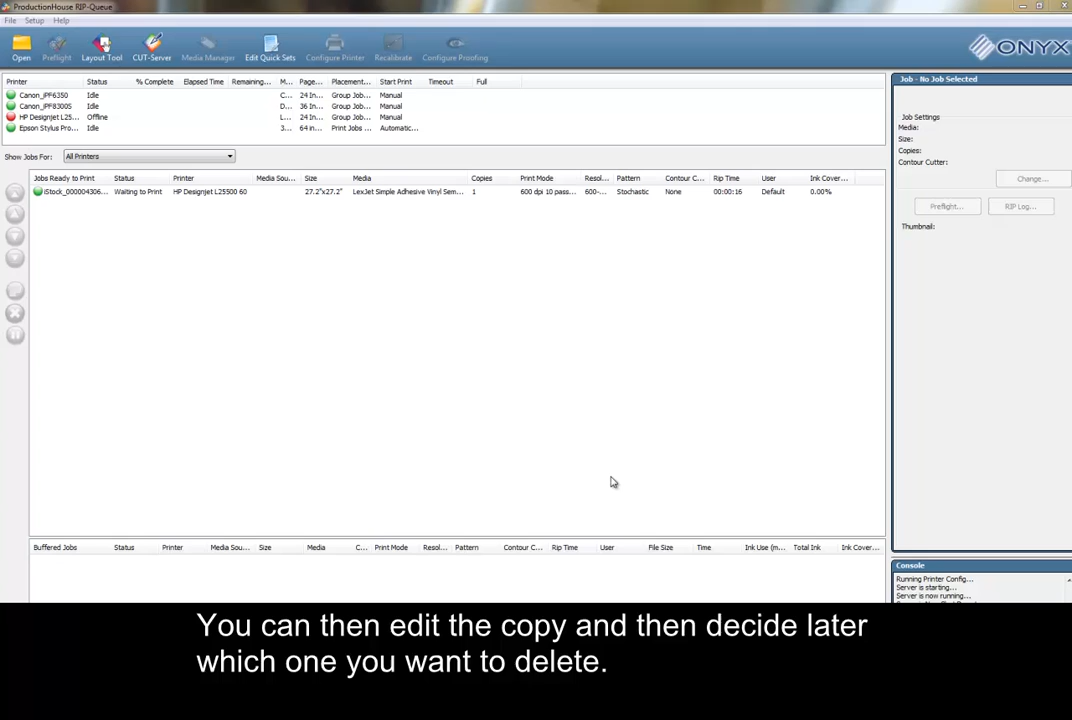 ProductionHouse RIP-Queue
File Setup Help
Open Preflight Layout Tool CUT-Server Media Manager Edit Quick Sets Configure Printer Recalibrate Configure Proofing
ONYX
Printer Status % Complete Elapsed Time Remaining... M... Page... Placement... Start Print Timeout Full
Canon_iPF6350 Idle C... 24 In... Group Job... Manual
Canon_iPF8300S Idle D... 36 In... Group Job... Manual
HP Designjet L25... Offline L... 24 In... Group Job... Manual
Epson Stylus Pro... Idle 3... 64 in... Print Jobs ... Automatic...
Show Jobs For: All Printers
Jobs Ready to Print Status Printer Media Sou... Size Media Copies Print Mode Resol... Pattern Contour C... Rip Time User Ink Cover...
iStock_000004306... Waiting to Print HP Designjet L25500 60 27.2"x27.2" LexJet Simple Adhesive Vinyl Sem... 1 600 dpi 10 pass... 600-... Stochastic None 00:00:16 Default 0.00%
Buffered Jobs Status Printer Media Sou... Size Media C... Print Mode Resol... Pattern Contour C... Rip Time User File Size Time Ink Use (m... Total Ink Ink Cover...
Job - No Job Selected
Job Settings
Media:
Size:
Copies:
Contour Cutter:
Change...
Preflight... RIP Log...
Thumbnail:
Console
Running Printer Config...
Server is starting...
Server is now running...
You can then edit the copy and then decide later
which one you want to delete.